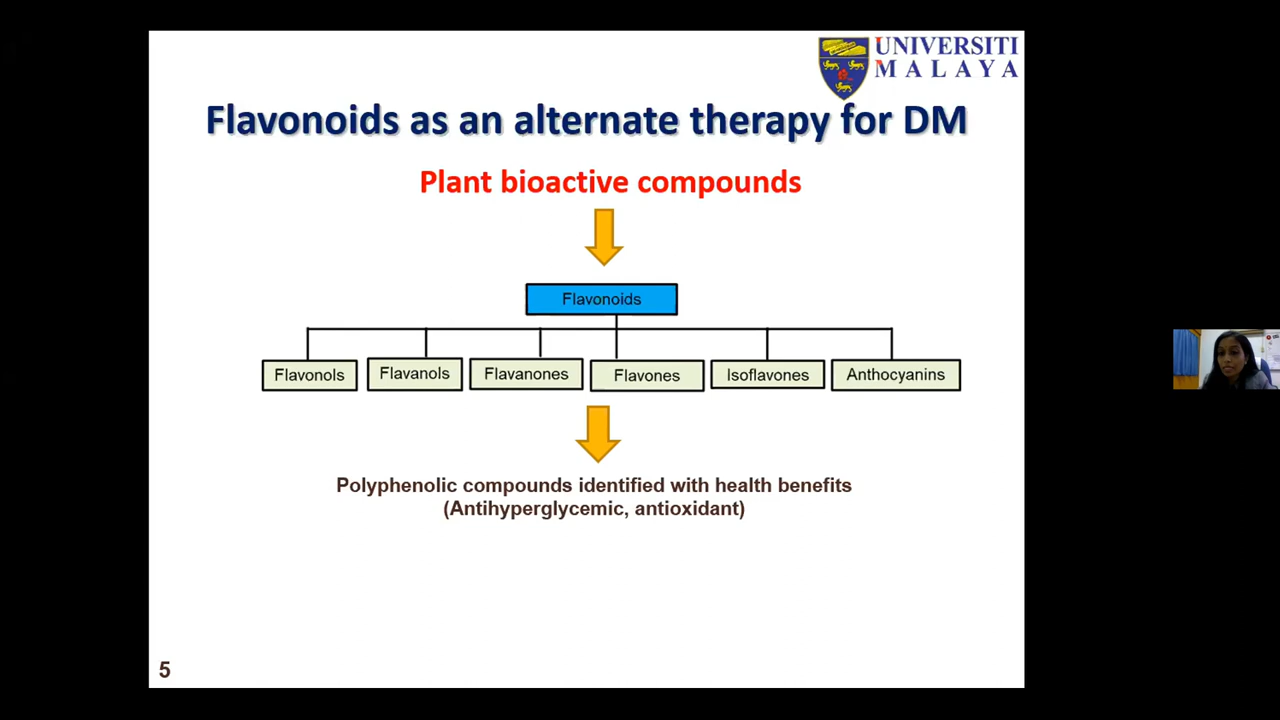 UNIVERSITI
MALAYA
Flavonoids as an alternate therapy for DM
Plant bioactive compounds
Flavonoids
Flavonols
Flavanols
Flavanones
Flavones
Isoflavones
Anthocyanins
Polyphenolic compounds identified with health benefits
(Antihyperglycemic, antioxidant)
5